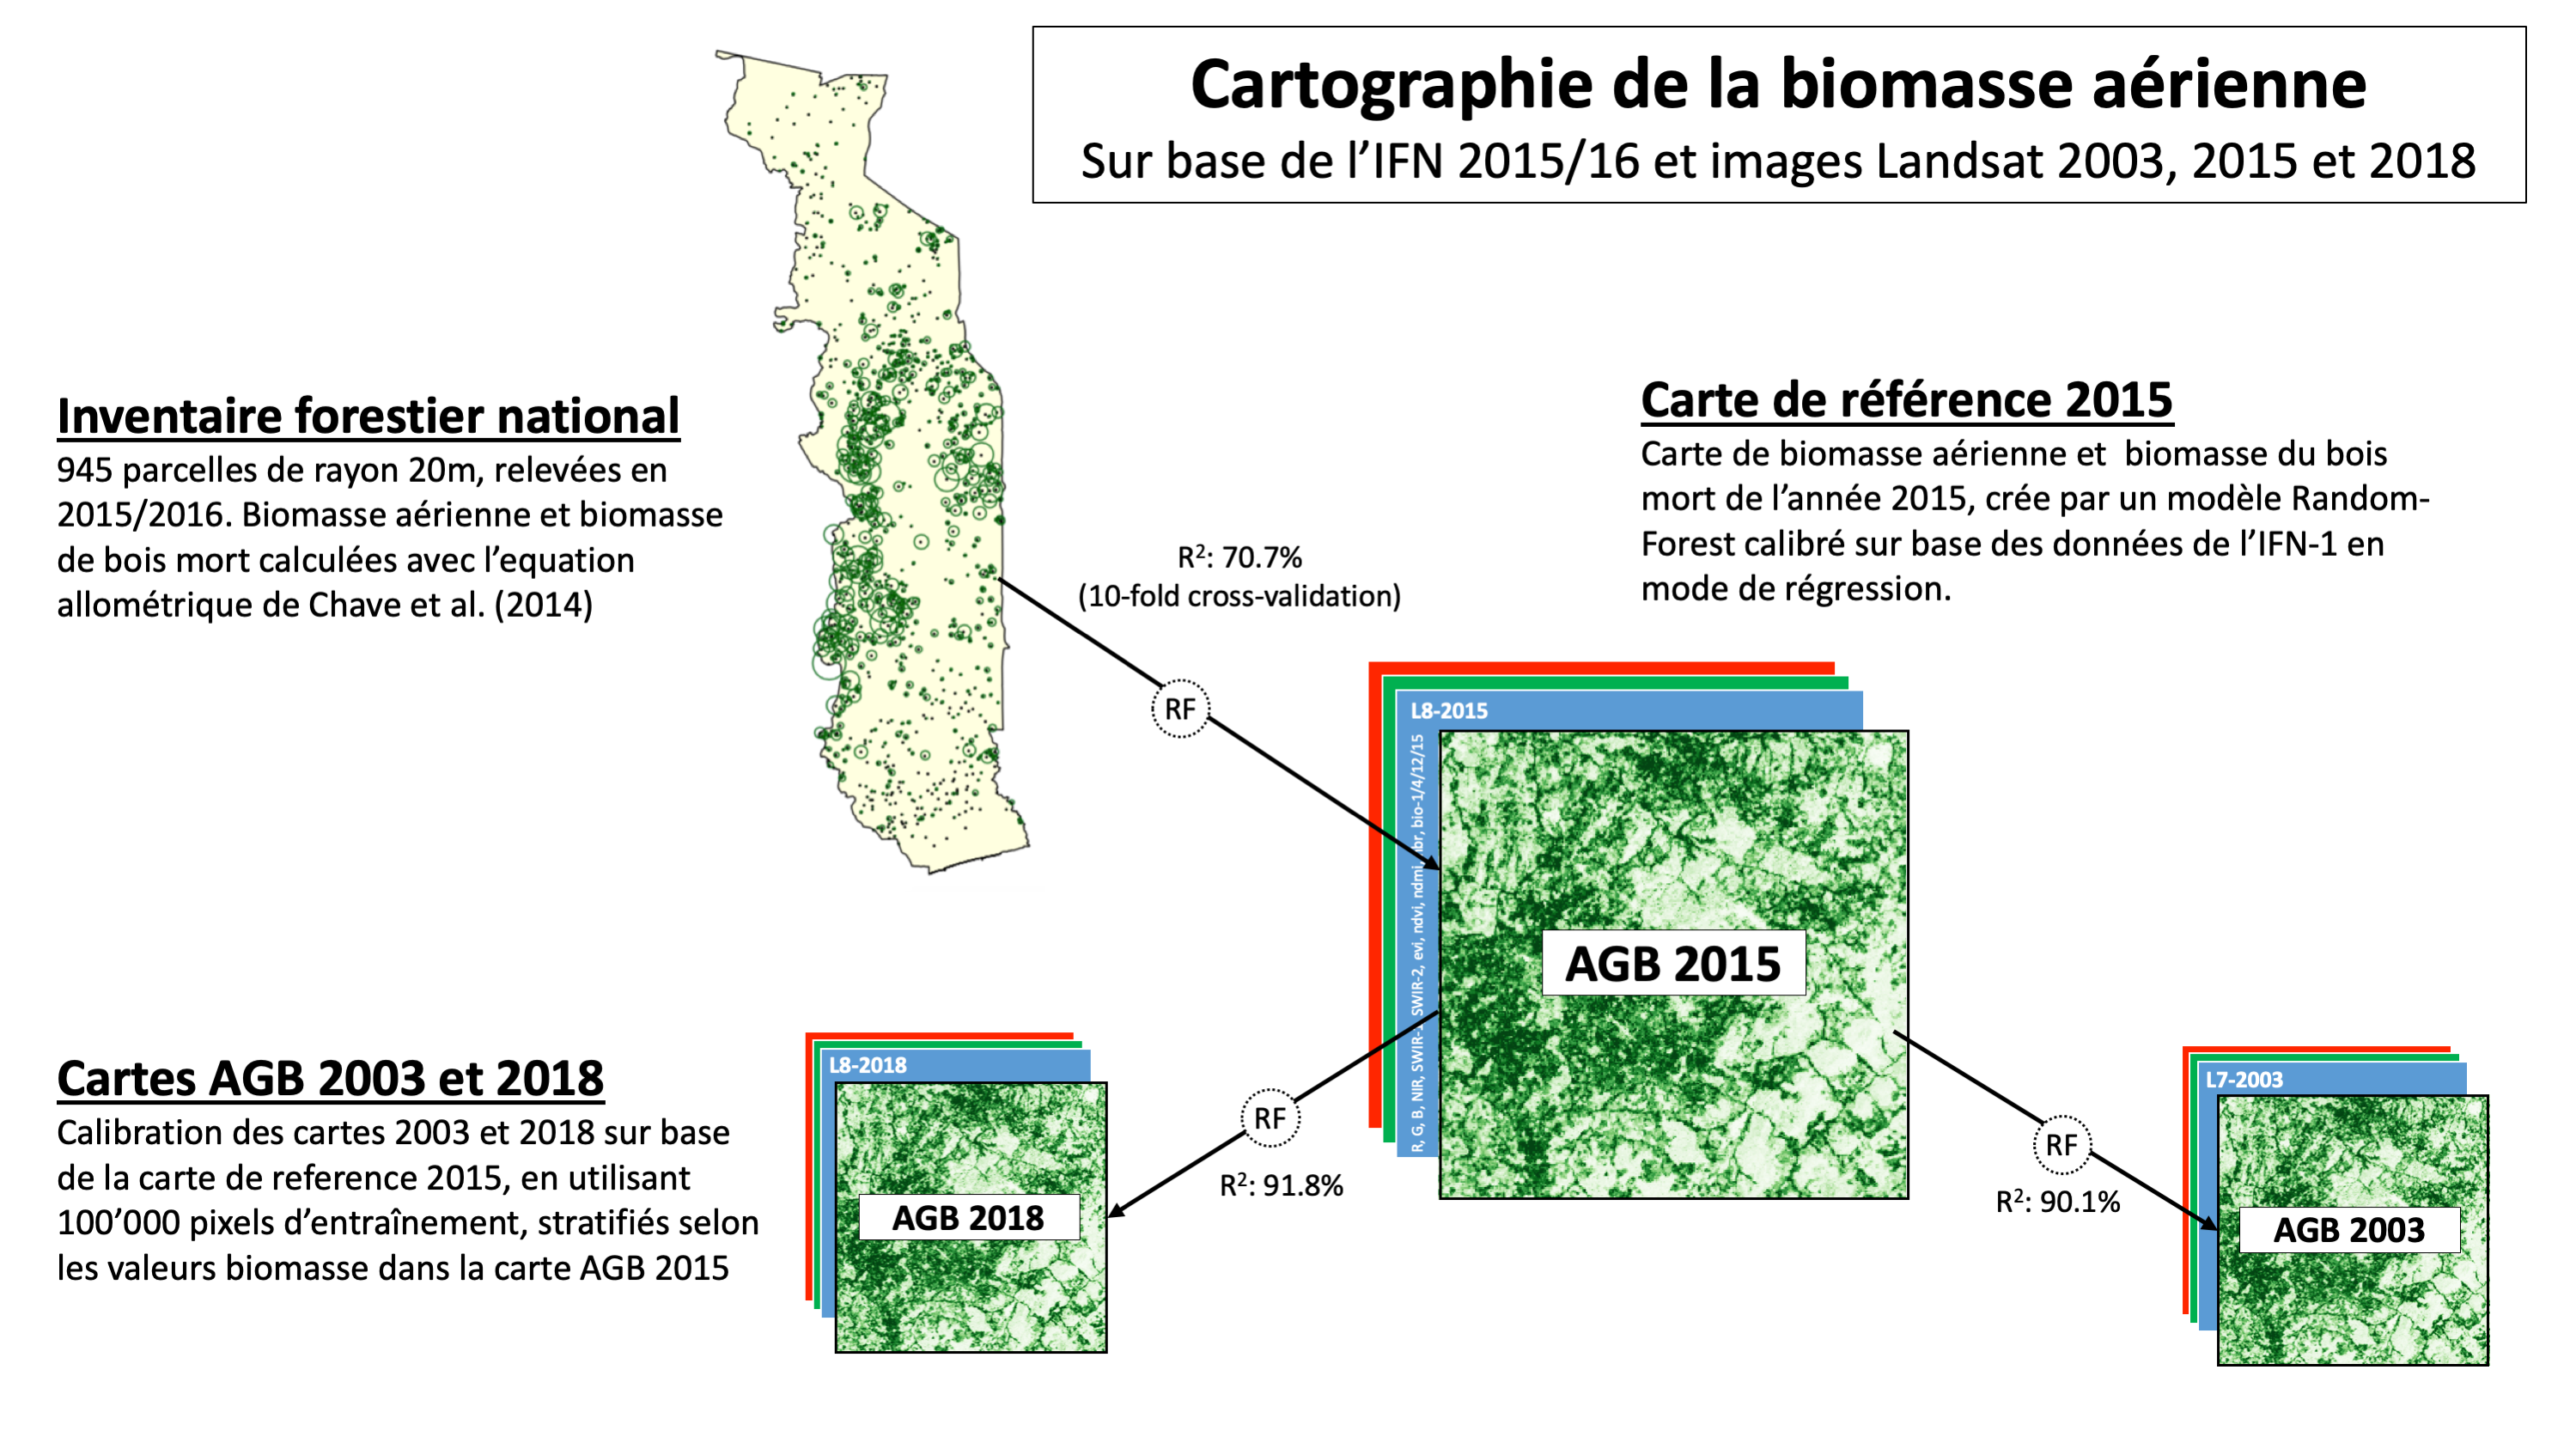 Cartographie de la biomasse aérienne
Sur base de l’IFN 2015/16 et images Landsat 2003, 2015 et 2018
Inventaire forestier national
945 parcelles de rayon 20m, relevées en
2015/2016. Biomasse aérienne et biomasse
de bois mort calculées avec l’equation
allométrique de Chave et al. (2014)
R²: 70.7%
(10-fold cross-validation)
RF
Carte de référence 2015
Carte de biomasse aérienne et  biomasse du bois
mort de l’année 2015, crée par un modèle Random-
Forest calibré sur base des données de l’IFN-1 en
mode de régression.
L8-2015
R, G, B, NIR, SWIR-1, SWIR-2, evi, ndvi, ndmi, nbr, bio-1/4/12/15
AGB 2015
Cartes AGB 2003 et 2018
Calibration des cartes 2003 et 2018 sur base
de la carte de reference 2015, en utilisant
100’000 pixels d’entraînement, stratifiés selon
les valeurs biomasse dans la carte AGB 2015
L8-2018
AGB 2018
RF
R²: 91.8%
RF
R²: 90.1%
L7-2003
AGB 2003